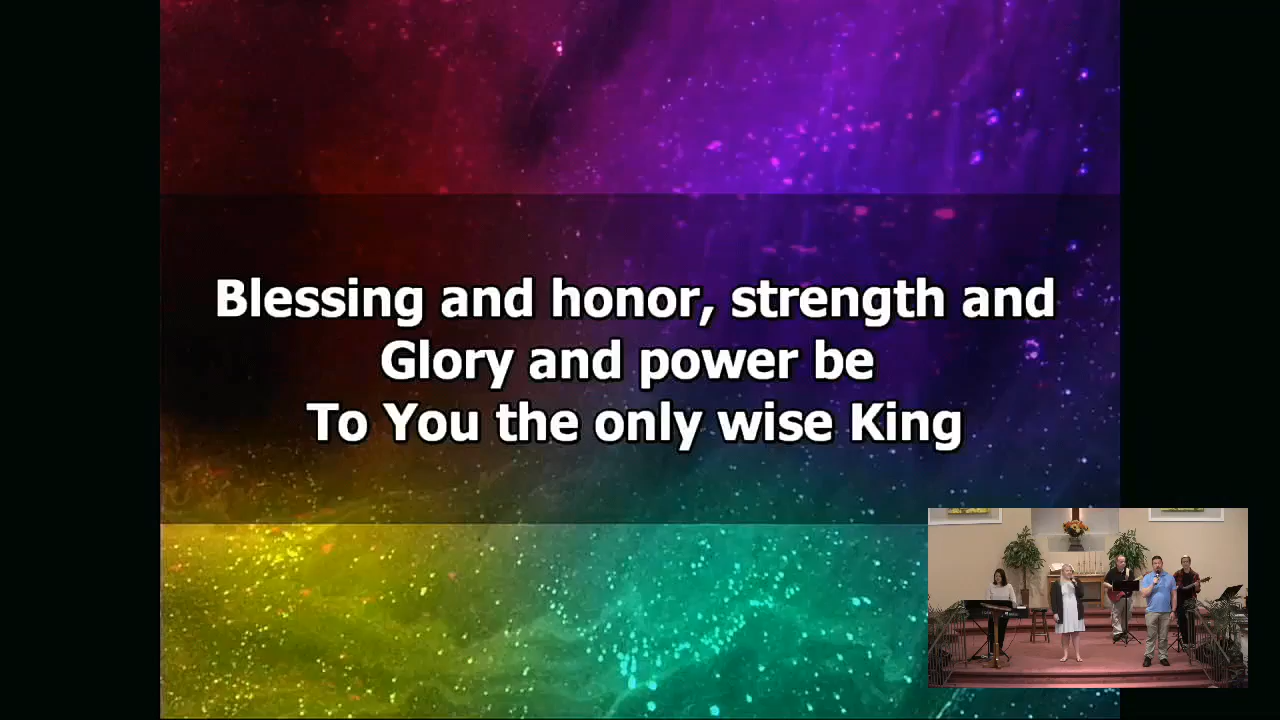 Blessing and honor, strength and
Glory and power be
To You the only wise King